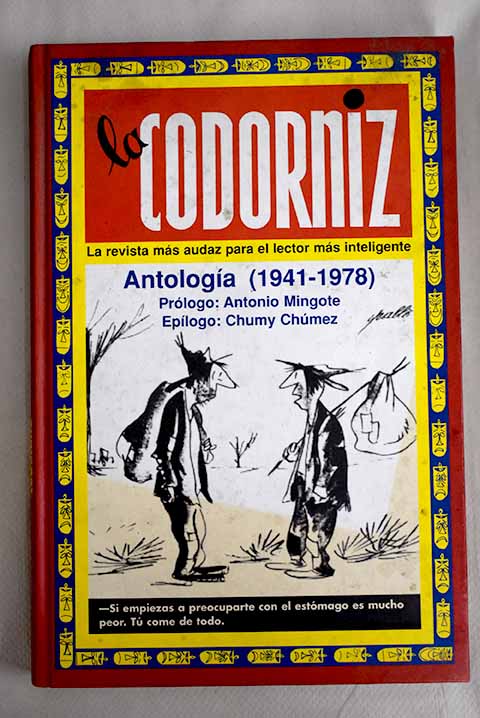 la CODORNIZ
La revista más audaz para el lector más inteligente
Antología (1941-1978)
Prólogo: Antonio Mingote
Epílogo: Chumy Chúmez
—Si empiezas a preocuparte con el estómago es mucho
peor. Tú come de todo.